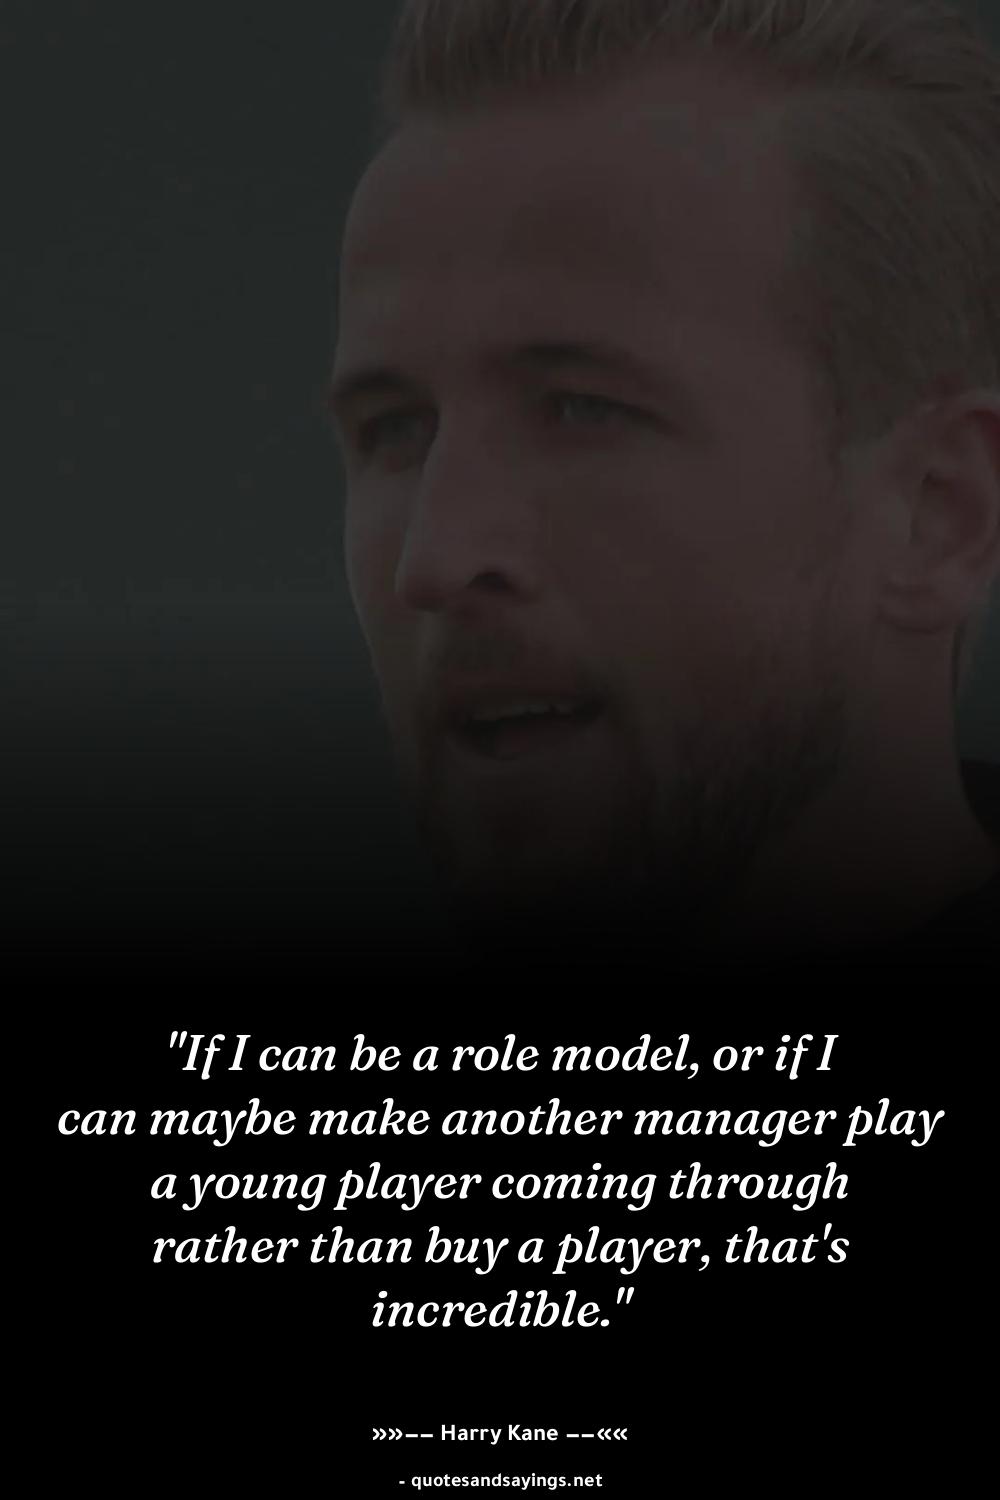 "If I can be a role model, or if I
can maybe make another manager play
a young player coming through
rather than buy a player, that's
incredible."
»»−− Harry Kane −−««
- quotesandsayings.net